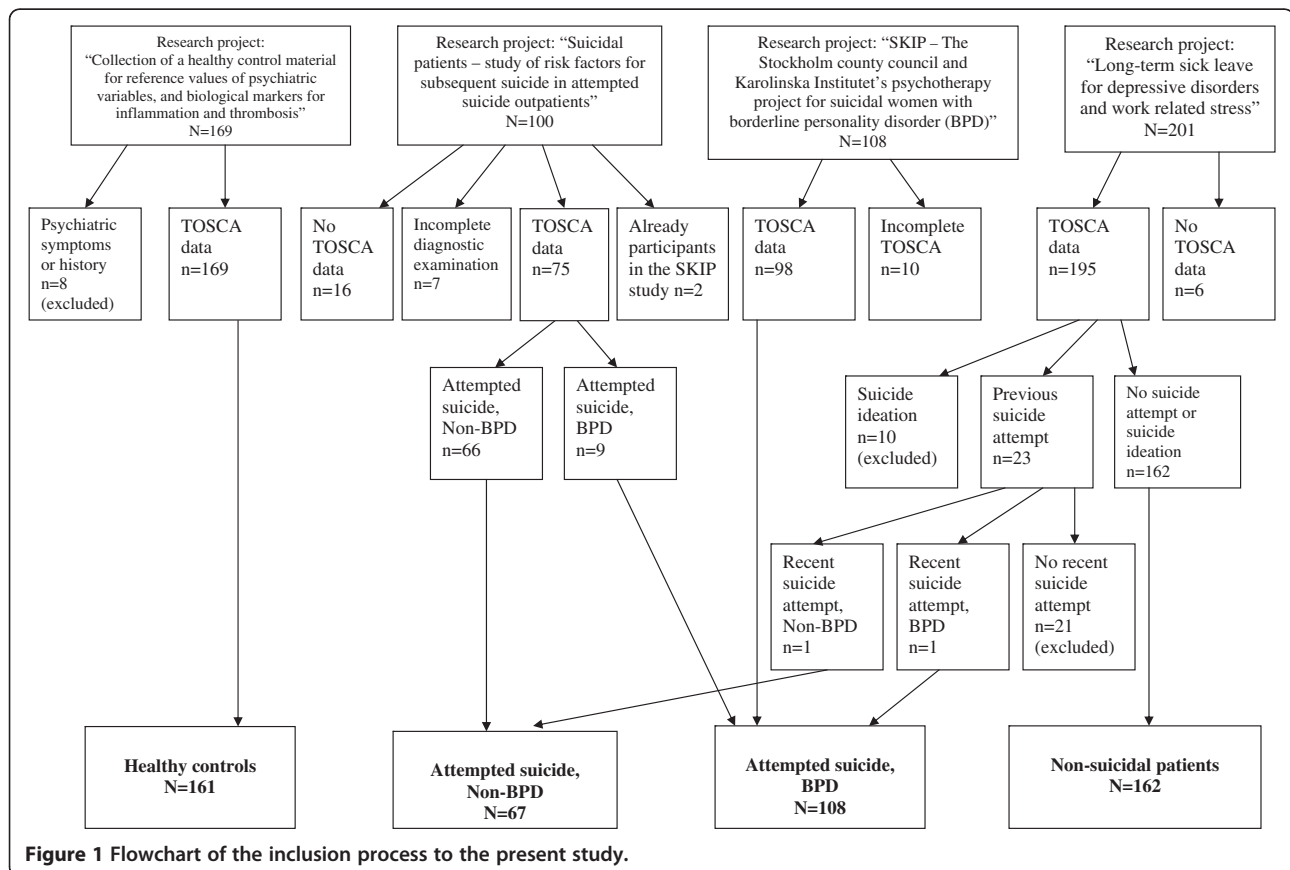 Research project:
“Collection of a healthy control material
for reference values of psychiatric
variables, and biological markers for
inflammation and thrombosis”
N=169
Research project: “Suicidal
patients – study of risk factors for
subsequent suicide in attempted
suicide outpatients”
N=100
Research project: “SKIP – The
Stockholm county council and
Karolinska Institutet’s psychotherapy
project for suicidal women with
borderline personality disorder (BPD)”
N=108
Research project:
“Long-term sick leave
for depressive disorders
and work related stress”
N=201
Psychiatric
symptoms
or history
n=8
(excluded)
TOSCA
data
n=169
No
TOSCA
data
n=16
Incomplete
diagnostic
examination
n=7
TOSCA
data
n=75
Already
participants
in the SKIP
study n=2
TOSCA
data
n=98
Incomplete
TOSCA
n=10
TOSCA
data
n=195
No
TOSCA
data
n=6
Attempted
suicide,
Non-BPD
n=66
Attempted
suicide,
BPD
n=9
Suicide
ideation
n=10
(excluded)
Previous
suicide
attempt
n=23
No suicide
attempt or
suicide
ideation
n=162
Recent
suicide
attempt,
Non-BPD
n=1
Recent
suicide
attempt,
BPD
n=1
No recent
suicide
attempt
n=21
(excluded)
Healthy controls
N=161
Attempted suicide,
Non-BPD
N=67
Attempted suicide,
BPD
N=108
Non-suicidal patients
N=162
Figure 1 Flowchart of the inclusion process to the present study.